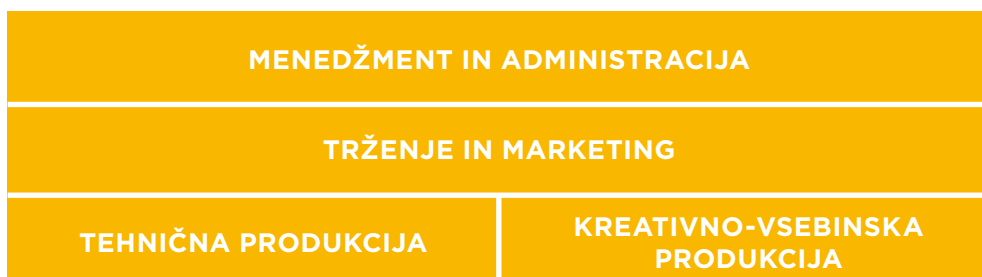 MENEDŽMENT IN ADMINISTRACIJA
TRŽENJE IN MARKETING
TEHNIČNA PRODUKCIJA
KREATIVNO-VSEBINSKA
PRODUKCIJA